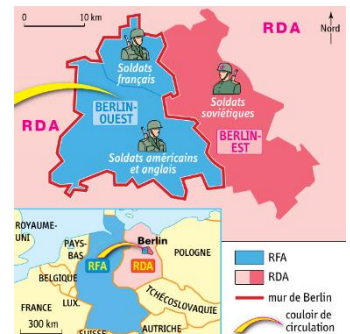 0 10 km
RDA
Nord
Soldats
français
Soldats
soviétiques
RDA
BERLIN-
OUEST
BERLIN-
EST
Soldats américains
et anglais
ROYAUME-
UNI
PAYS-
BAS
Berlin
POLOGNE
RFA
RDA
BELGIQUE
LUX.
TCHÉCOSLOVAQUIE
FRANCE
300 km
SUISSE
AUTRICHE
RFA
RDA
mur de Berlin
couloir de
circulation